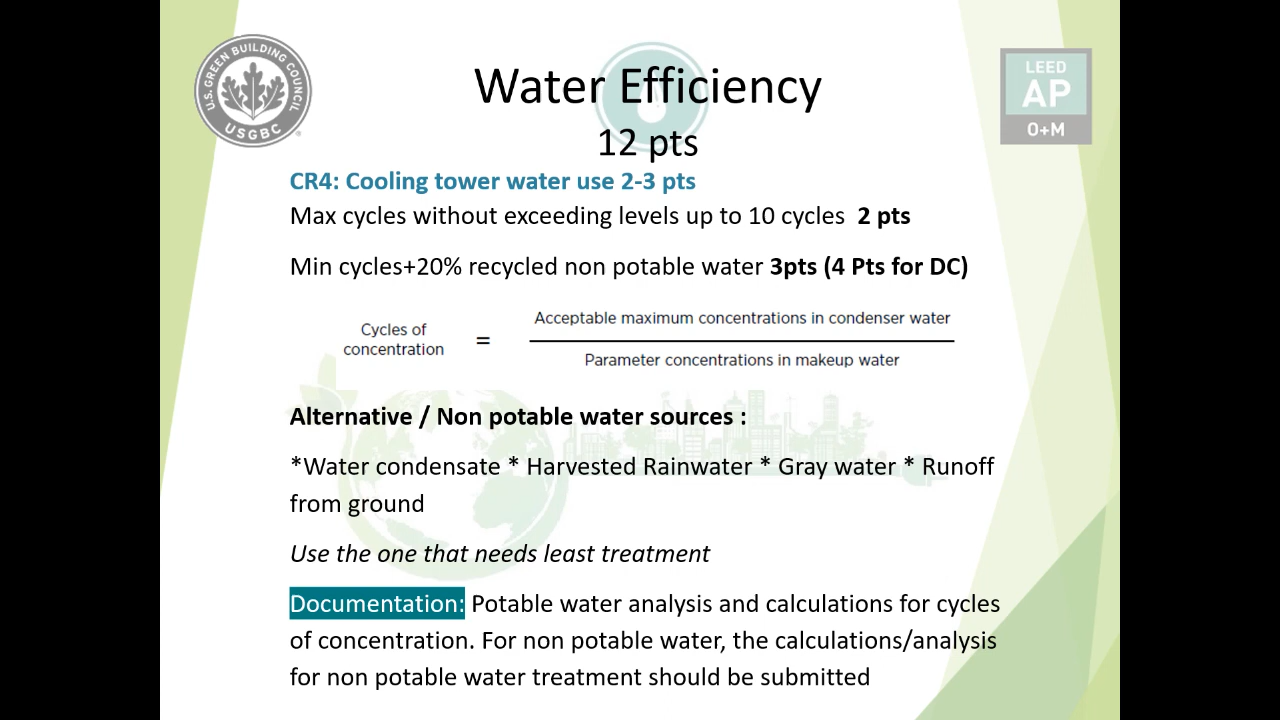 U.S. GREEN BUILDING COUNCIL
USGBC
LEED
AP
O+M
Water Efficiency
12 pts
CR4: Cooling tower water use 2-3 pts
Max cycles without exceeding levels up to 10 cycles 2 pts
Min cycles+20% recycled non potable water 3pts (4 Pts for DC)
Cycles of
concentration
=
Acceptable maximum concentrations in condenser water
Parameter concentrations in makeup water
Alternative / Non potable water sources :
*Water condensate * Harvested Rainwater * Gray water * Runoff
from ground
Use the one that needs least treatment
Documentation: Potable water analysis and calculations for cycles
of concentration. For non potable water, the calculations/analysis
for non potable water treatment should be submitted